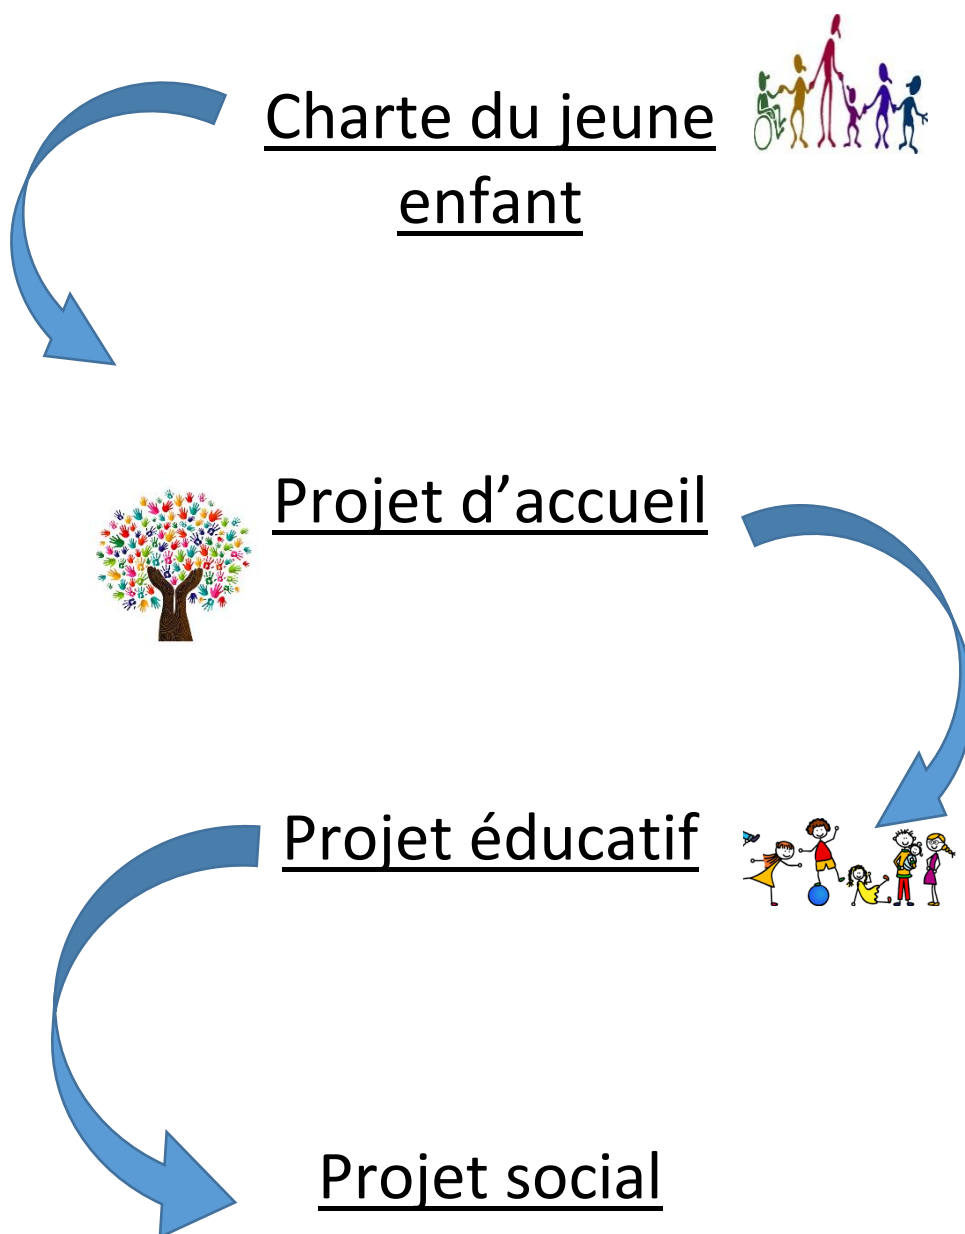 Charte du jeune
enfant
Projet d’accueil
Projet éducatif
Projet social